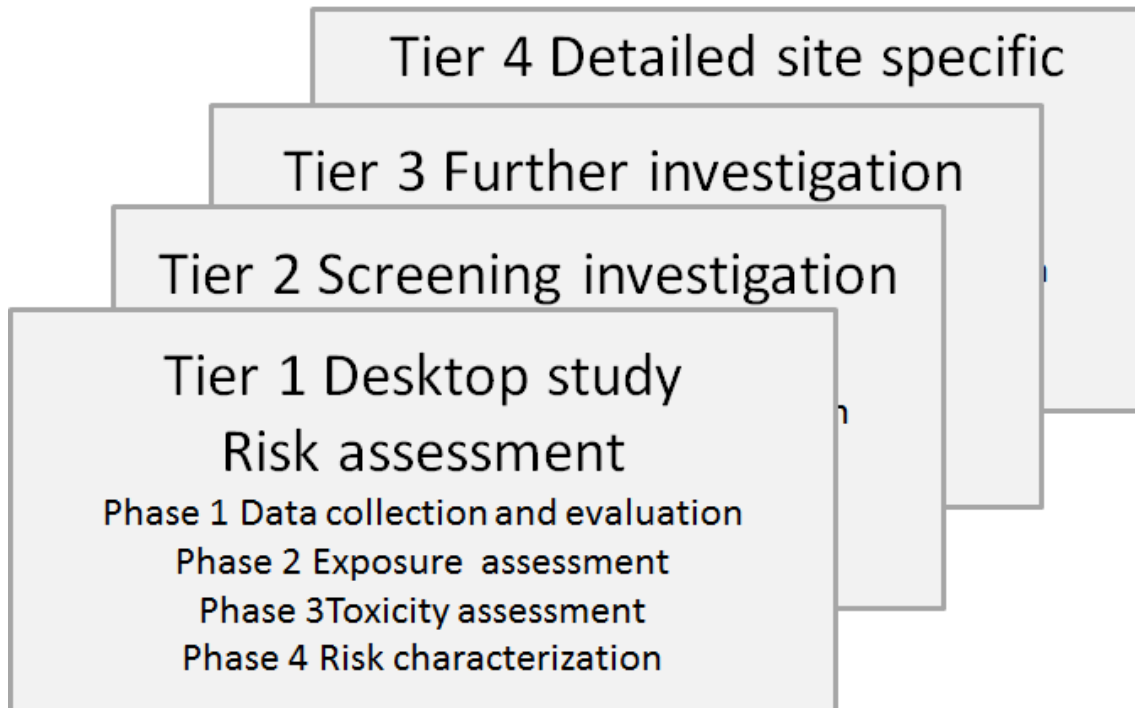 Tier 4 Detailed site specific
Tier 3 Further investigation
Tier 2 Screening investigation
Tier 1 Desktop study
Risk assessment
Phase 1 Data collection and evaluation
Phase 2 Exposure assessment
Phase 3Toxicity assessment
Phase 4 Risk characterization